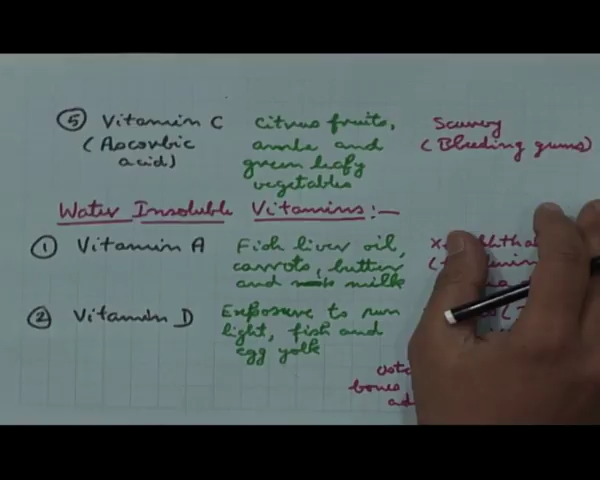 ⑤ Vitamin C Citrus fruits, Scurvy
(Ascorbic amla and (Bleeding gums)
acid) green leafy
vegetables
Water Insoluble Vitamins:-
① Vitamin A Fish liver oil,
carrots, butter
and milk
② Vitamin D Exposure to sun
light, fish and
egg yolk
bones